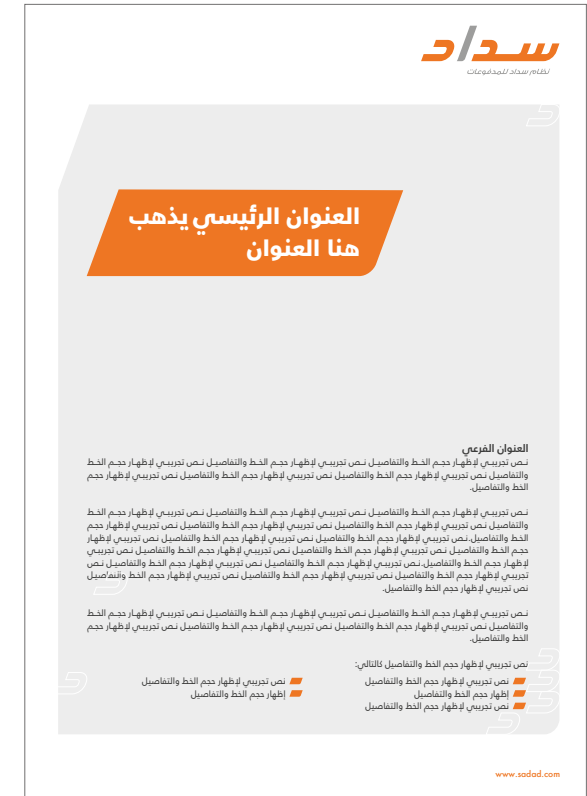 سداد
نظام سداد للمدفوعات
العنوان الرئيسي يذهب
هنا العنوان
العنوان الفرعي
نص تجريبي لإظهار حجم الخط والتفاصيل نص تجريبي لإظهار حجم الخط والتفاصيل نص تجريبي لإظهار حجم الخط
والتفاصيل نص تجريبي لإظهار حجم الخط والتفاصيل نص تجريبي لإظهار حجم الخط والتفاصيل نص تجريبي لإظهار حجم
الخط والتفاصيل.
نص تجريبي لإظهار حجم الخط والتفاصيل نص تجريبي لإظهار حجم الخط والتفاصيل نص تجريبي لإظهار حجم الخط
والتفاصيل نص تجريبي لإظهار حجم الخط والتفاصيل نص تجريبي لإظهار حجم الخط والتفاصيل نص تجريبي لإظهار حجم
الخط والتفاصيل.نص تجريبي لإظهار حجم الخط والتفاصيل نص تجريبي لإظهار حجم الخط والتفاصيل نص تجريبي لإظهار
حجم الخط والتفاصيل نص تجريبي لإظهار حجم الخط والتفاصيل نص تجريبي لإظهار حجم الخط والتفاصيل نص تجريبي
لإظهار حجم الخط والتفاصيل.نص تجريبي لإظهار حجم الخط والتفاصيل نص تجريبي لإظهار حجم الخط والتفاصيل نص
تجريبي لإظهار حجم الخط والتفاصيل نص تجريبي لإظهار حجم الخط والتفاصيل نص تجريبي لإظهار حجم الخط والتفاصيل
نص تجريبي لإظهار حجم الخط والتفاصيل.
نص تجريبي لإظهار حجم الخط والتفاصيل نص تجريبي لإظهار حجم الخط والتفاصيل نص تجريبي لإظهار حجم الخط
والتفاصيل نص تجريبي لإظهار حجم الخط والتفاصيل نص تجريبي لإظهار حجم الخط والتفاصيل نص تجريبي لإظهار حجم
الخط والتفاصيل.
نص تجريبي لإظهار حجم الخط والتفاصيل كالتالي:
نص تجريبي لإظهار حجم الخط والتفاصيل
إظهار حجم الخط والتفاصيل
نص تجريبي لإظهار حجم الخط والتفاصيل
نص تجريبي لإظهار حجم الخط والتفاصيل
إظهار حجم الخط والتفاصيل
www.sadad.com